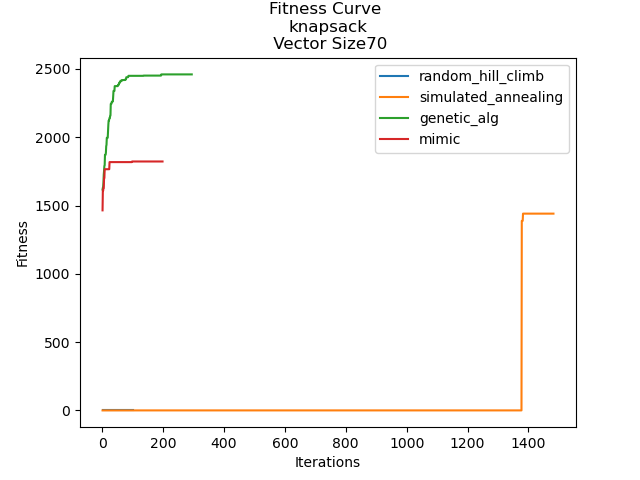 Fitness Curve
knapsack
Vector Size70
random_hill_climb
simulated_annealing
genetic_alg
mimic
Fitness
2500
2000
1500
1000
500
0
0 200 400 600 800 1000 1200 1400
Iterations